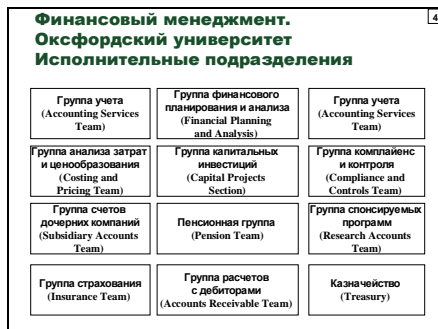 Финансовый менеджмент.
Оксфордский университет
Исполнительные подразделения
4
Группа учета
(Accounting Services
Team)
Группа финансового
планирования и анализа
(Financial Planning
and Analysis)
Группа учета
(Accounting Services
Team)
Группа анализа затрат
и ценообразования
(Costing and
Pricing Team)
Группа капитальных
инвестиций
(Capital Projects
Section)
Группа комплайенс
и контроля
(Compliance and
Controls Team)
Группа счетов
дочерних компаний
(Subsidiary Accounts
Team)
Пенсионная группа
(Pension Team)
Группа спонсируемых
программ
(Research Accounts
Team)
Группа страхования
(Insurance Team)
Группа расчетов
с дебиторами
(Accounts Receivable Team)
Казначейство
(Treasury)